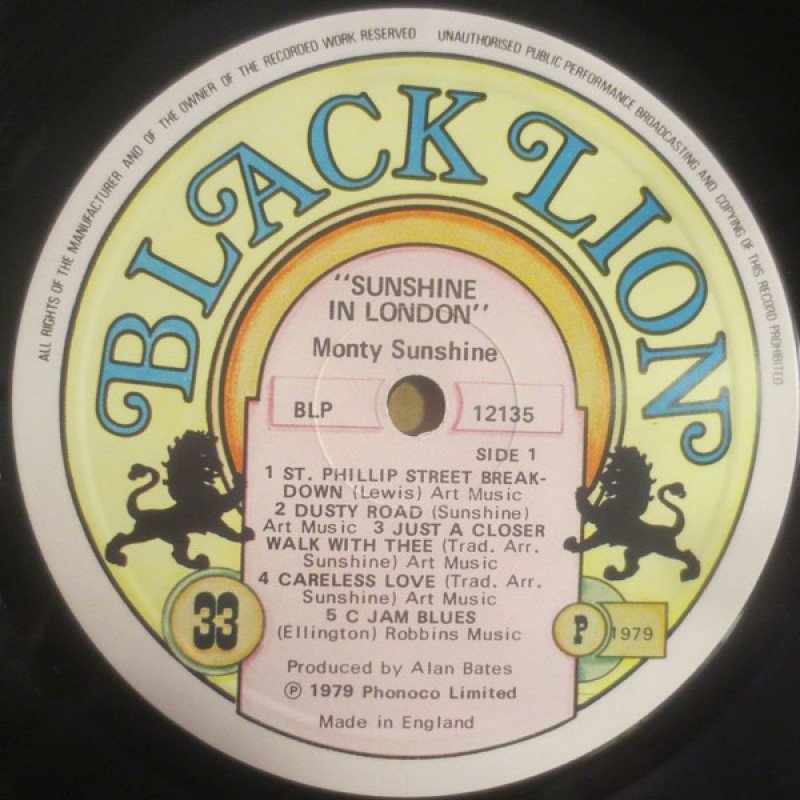 ALL RIGHTS OF THE MANUFACTURER AND OF THE OWNER OF THE RECORDED WORK RESERVED UNAUTHORISED PUBLIC PERFORMANCE BROADCASTING AND COPYING OF THIS RECORD PROHIBITED
BLACK LION
"SUNSHINE
IN LONDON"
Monty Sunshine
BLP 12135
SIDE 1
1 ST. PHILLIP STREET BREAK-
DOWN (Lewis) Art Music
2 DUSTY ROAD (Sunshine)
Art Music 3 JUST A CLOSER
WALK WITH THEE (Trad. Arr.
Sunshine) Art Music
4 CARELESS LOVE (Trad. Arr.
Sunshine) Art Music
5 C JAM BLUES
(Ellington) Robbins Music
33
P 1979
Produced by Alan Bates
℗ 1979 Phonoco Limited
Made in England